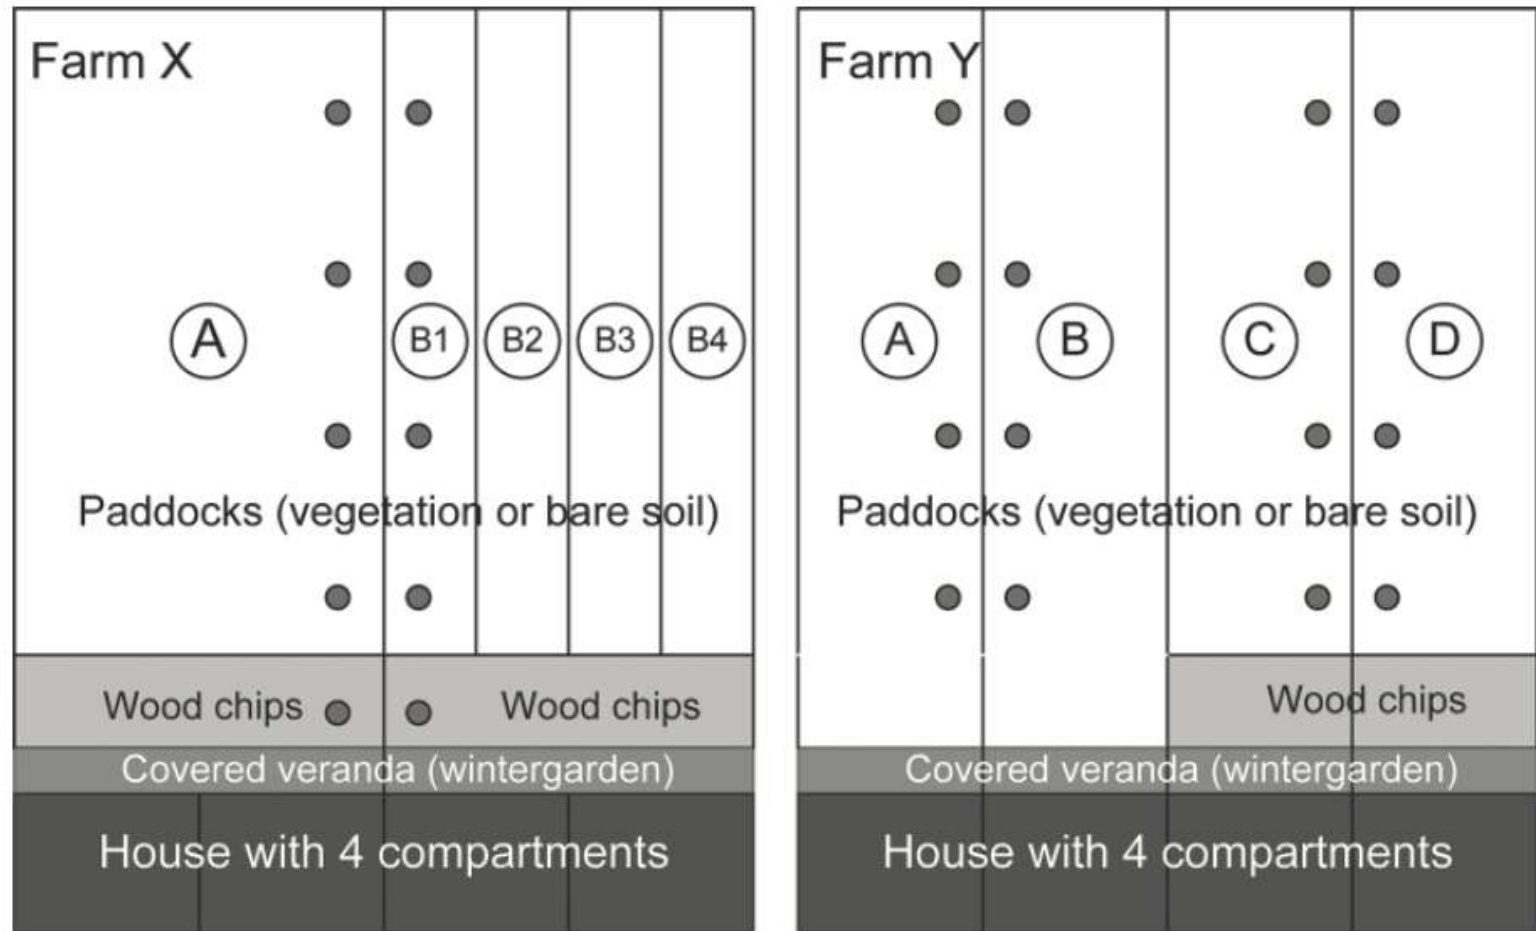 Farm X
A
B1
B2
B3
B4
Paddocks (vegetation or bare soil)
Wood chips
Wood chips
Covered veranda (wintergarden)
House with 4 compartments
Farm Y
A
B
C
D
Paddocks (vegetation or bare soil)
Wood chips
Covered veranda (wintergarden)
House with 4 compartments